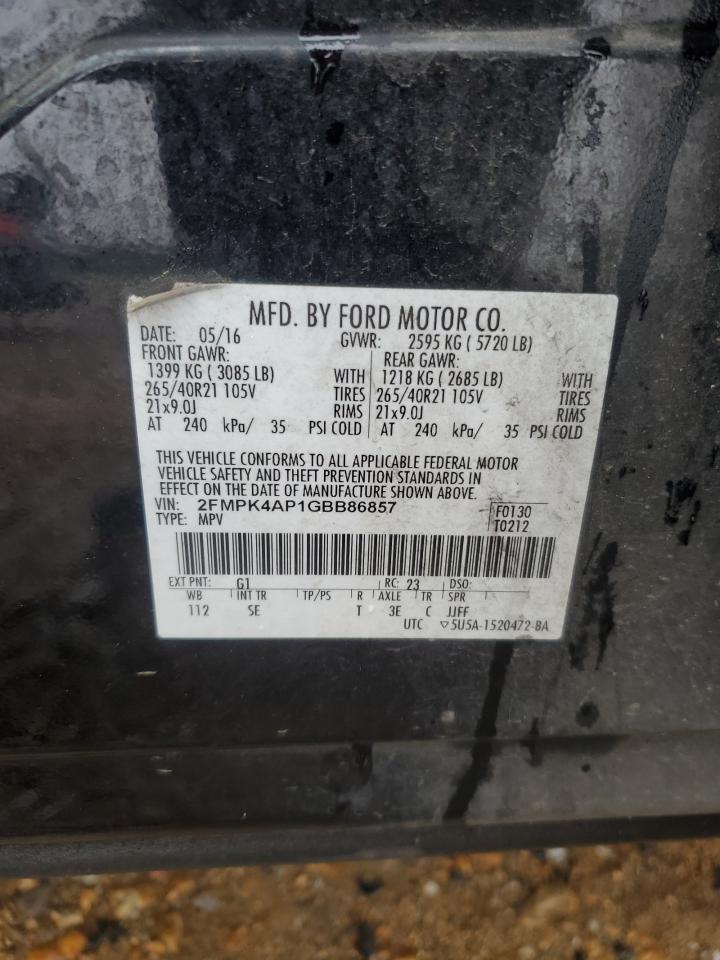 MFD. BY FORD MOTOR CO.
DATE: 05/16 GVWR: 2595 KG ( 5720 LB)
FRONT GAWR: REAR GAWR:
1399 KG ( 3085 LB) WITH 1218 KG ( 2685 LB) WITH
265/40R21 105V TIRES 265/40R21 105V TIRES
21x9.0J RIMS 21x9.0J RIMS
AT 240 kPa/ 35 PSI COLD AT 240 kPa/ 35 PSI COLD
THIS VEHICLE CONFORMS TO ALL APPLICABLE FEDERAL MOTOR
VEHICLE SAFETY AND THEFT PREVENTION STANDARDS IN
EFFECT ON THE DATE OF MANUFACTURE SHOWN ABOVE.
VIN: 2FMPK4AP1GBB86857 F0130
TYPE: MPV T0212
EXT PNT: G1 RC: 23 DSO:
WB INT TR TP/PS R AXLE TR SPR
112 SE T 3E C JJFF
UTC ▽5U5A-1520472-BA